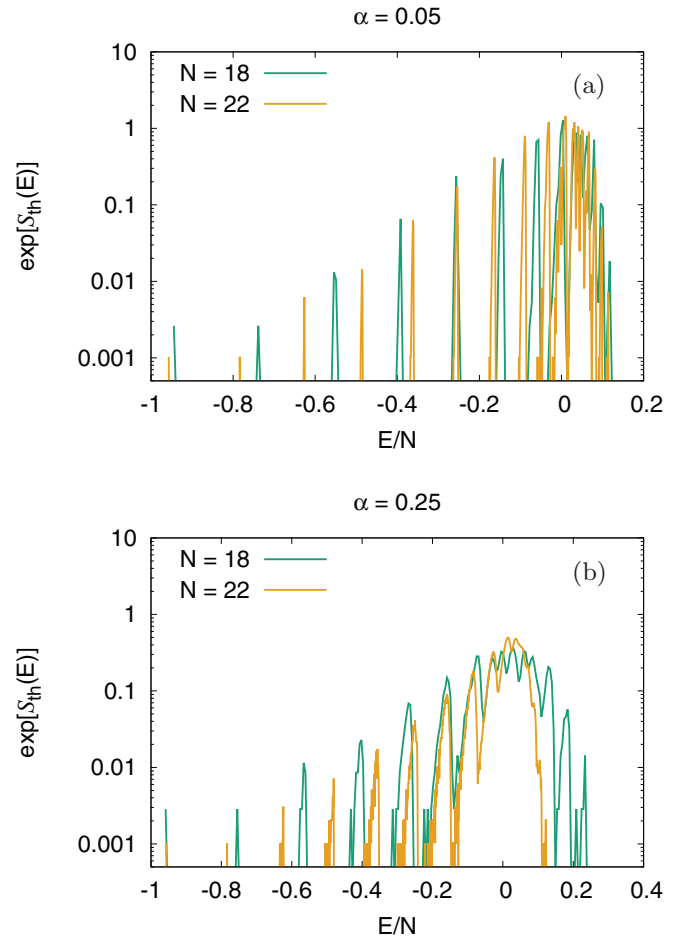 α = 0.05
10
1
0.1
0.01
0.001
exp[S_th(E)]
N = 18
N = 22
(a)
-1 -0.8 -0.6 -0.4 -0.2 0 0.2
E/N
α = 0.25
10
1
0.1
0.01
0.001
exp[S_th(E)]
N = 18
N = 22
(b)
-1 -0.8 -0.6 -0.4 -0.2 0 0.2 0.4
E/N